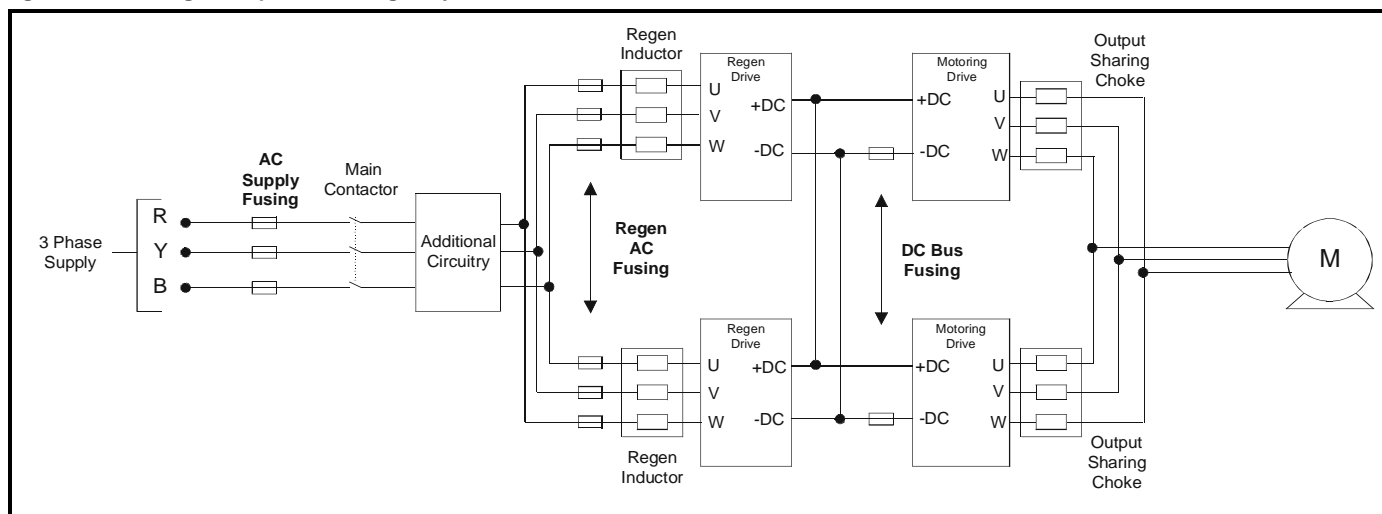 Regen
Inductor
Regen
Drive
Motoring
Drive
Output
Sharing
Choke
U
V
W
+DC
-DC
+DC
-DC
U
V
W
AC
Supply
Fusing
Main
Contactor
3 Phase
Supply
R
Y
B
Additional
Circuitry
Regen
AC
Fusing
DC Bus
Fusing
M
Regen
Drive
Motoring
Drive
U
V
W
+DC
-DC
+DC
-DC
U
V
W
Regen
Inductor
Output
Sharing
Choke